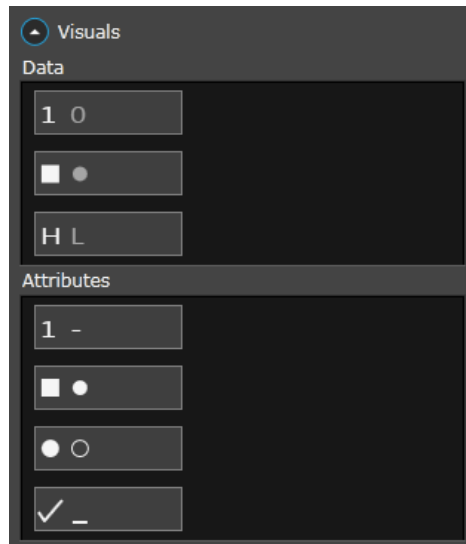 Visuals
Data
1 0
■ ●
H L
Attributes
1 -
■ ●
● ○
✓ _